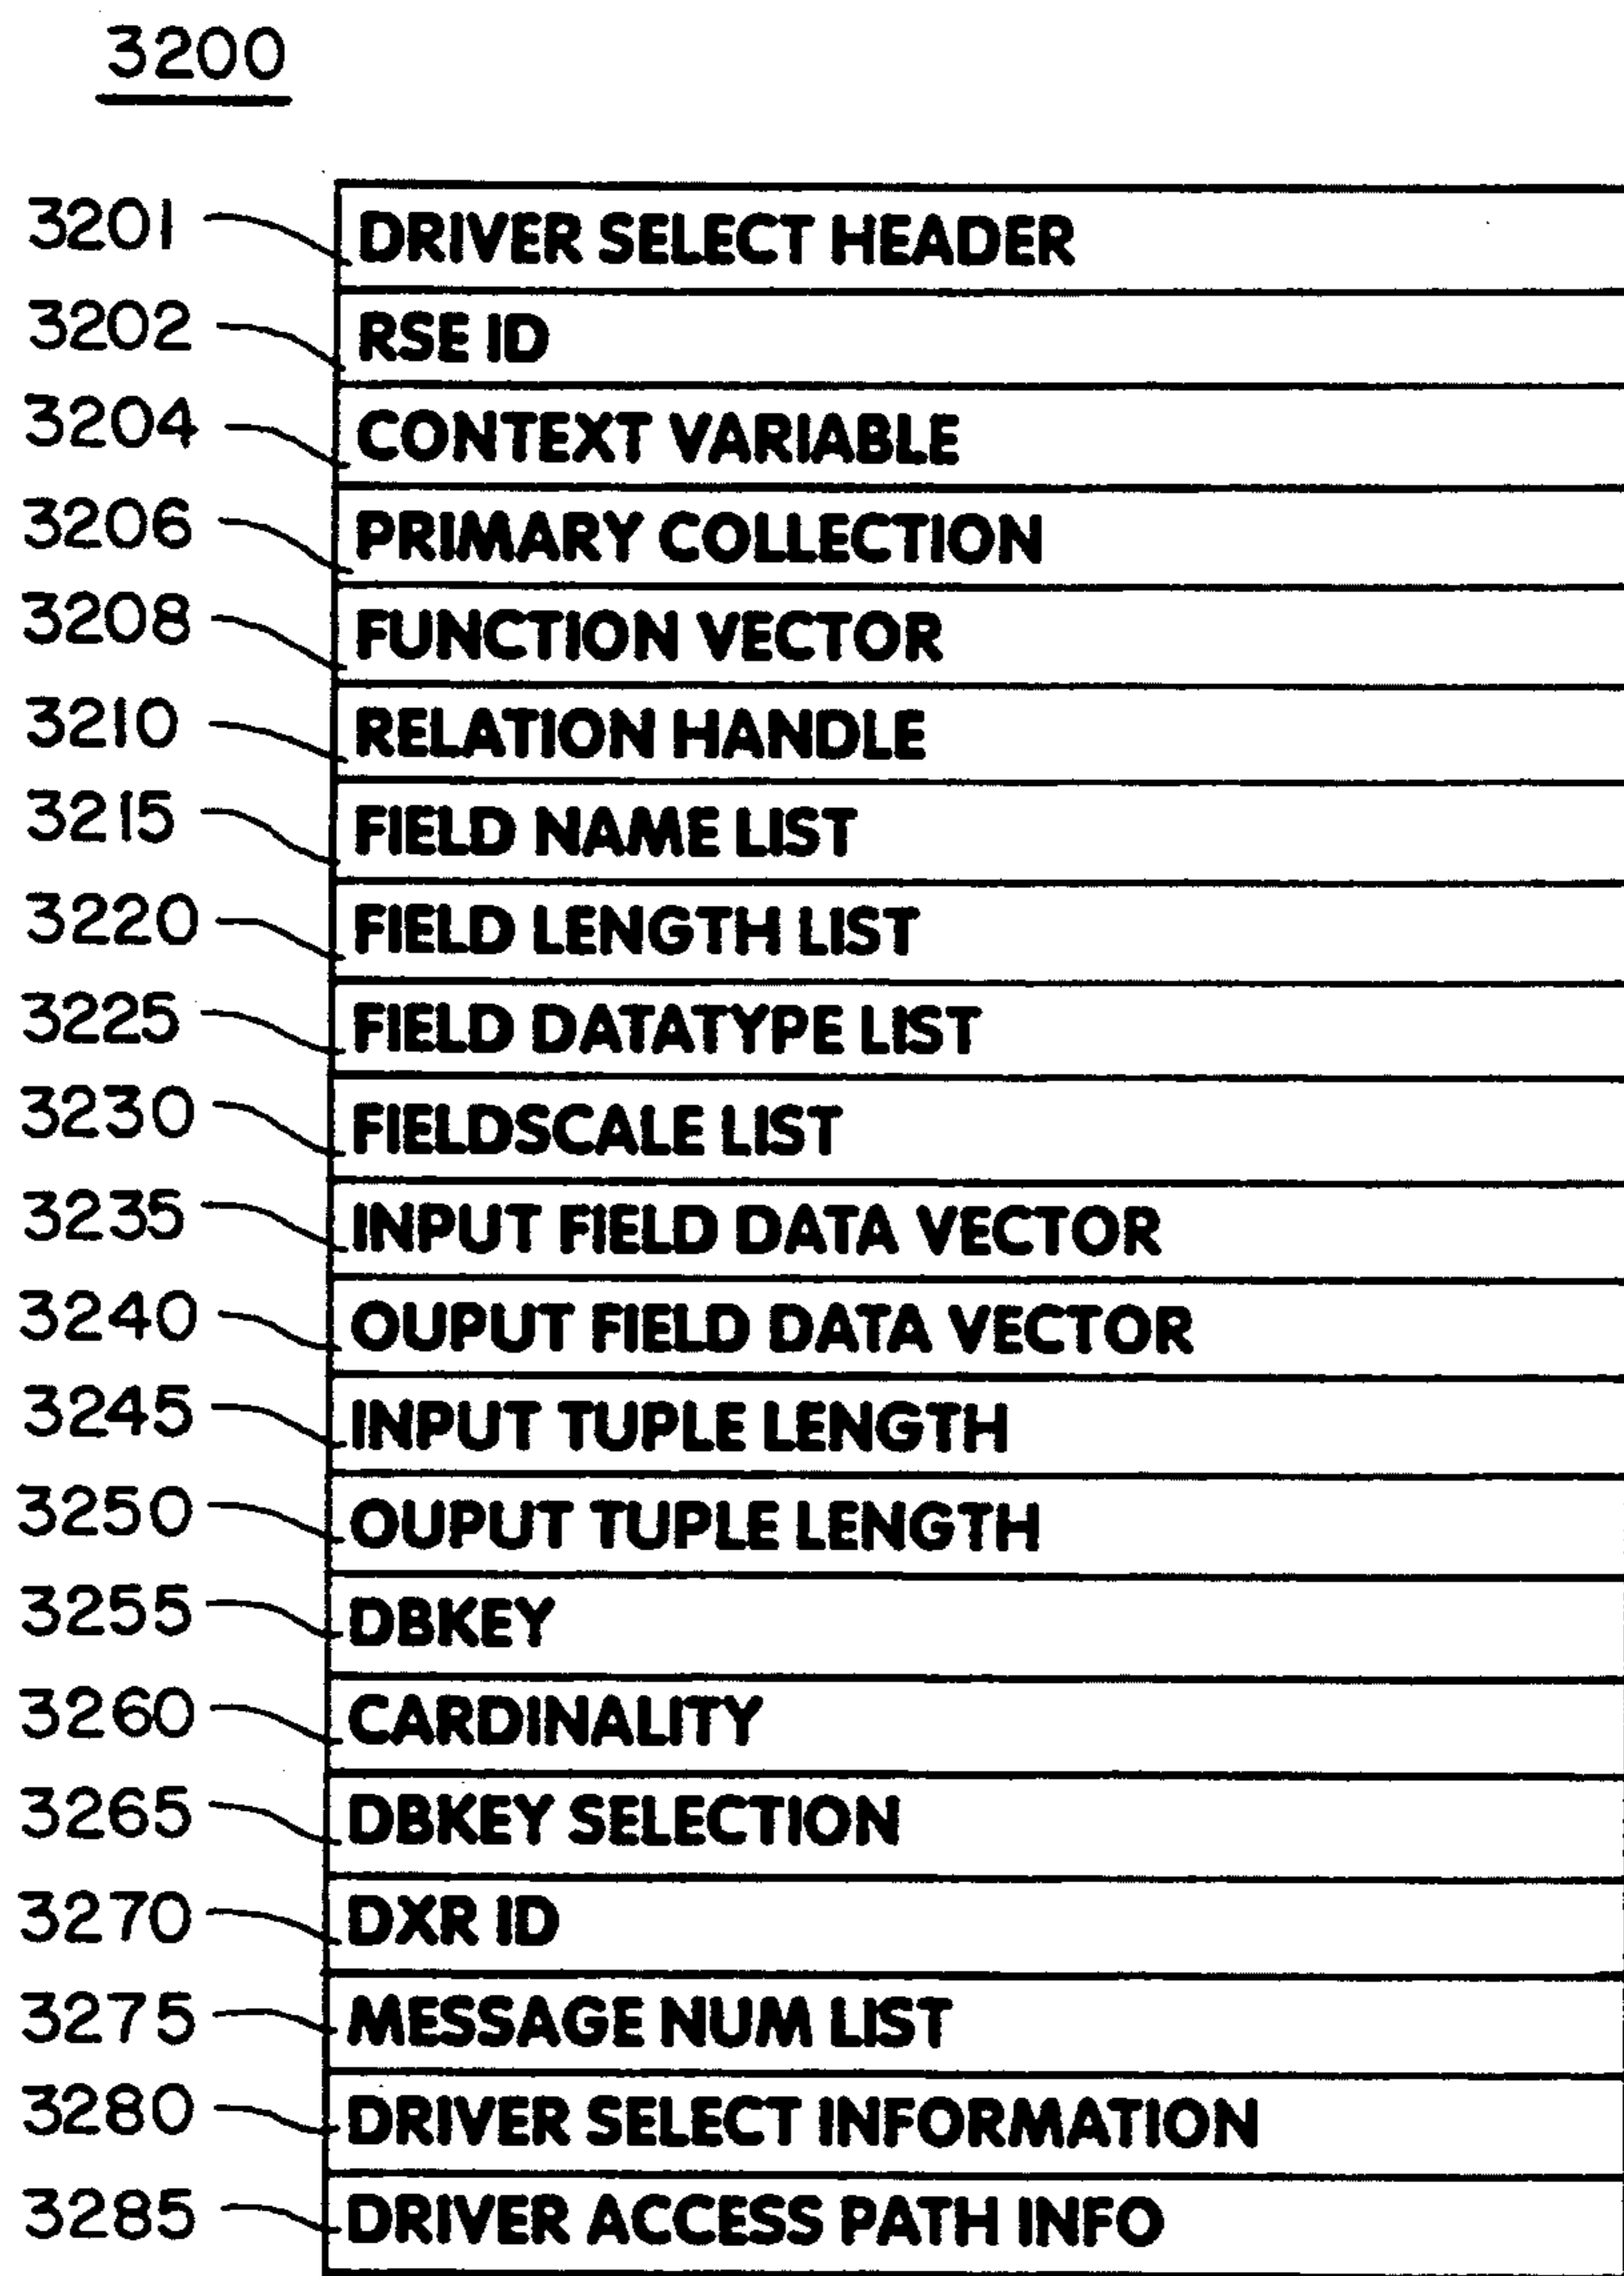 3200
3201 DRIVER SELECT HEADER
3202 RSE ID
3204 CONTEXT VARIABLE
3206 PRIMARY COLLECTION
3208 FUNCTION VECTOR
3210 RELATION HANDLE
3215 FIELD NAME LIST
3220 FIELD LENGTH LIST
3225 FIELD DATATYPE LIST
3230 FIELDSCALE LIST
3235 INPUT FIELD DATA VECTOR
3240 OUPUT FIELD DATA VECTOR
3245 INPUT TUPLE LENGTH
3250 OUPUT TUPLE LENGTH
3255 DBKEY
3260 CARDINALITY
3265 DBKEY SELECTION
3270 DXR ID
3275 MESSAGE NUM LIST
3280 DRIVER SELECT INFORMATION
3285 DRIVER ACCESS PATH INFO